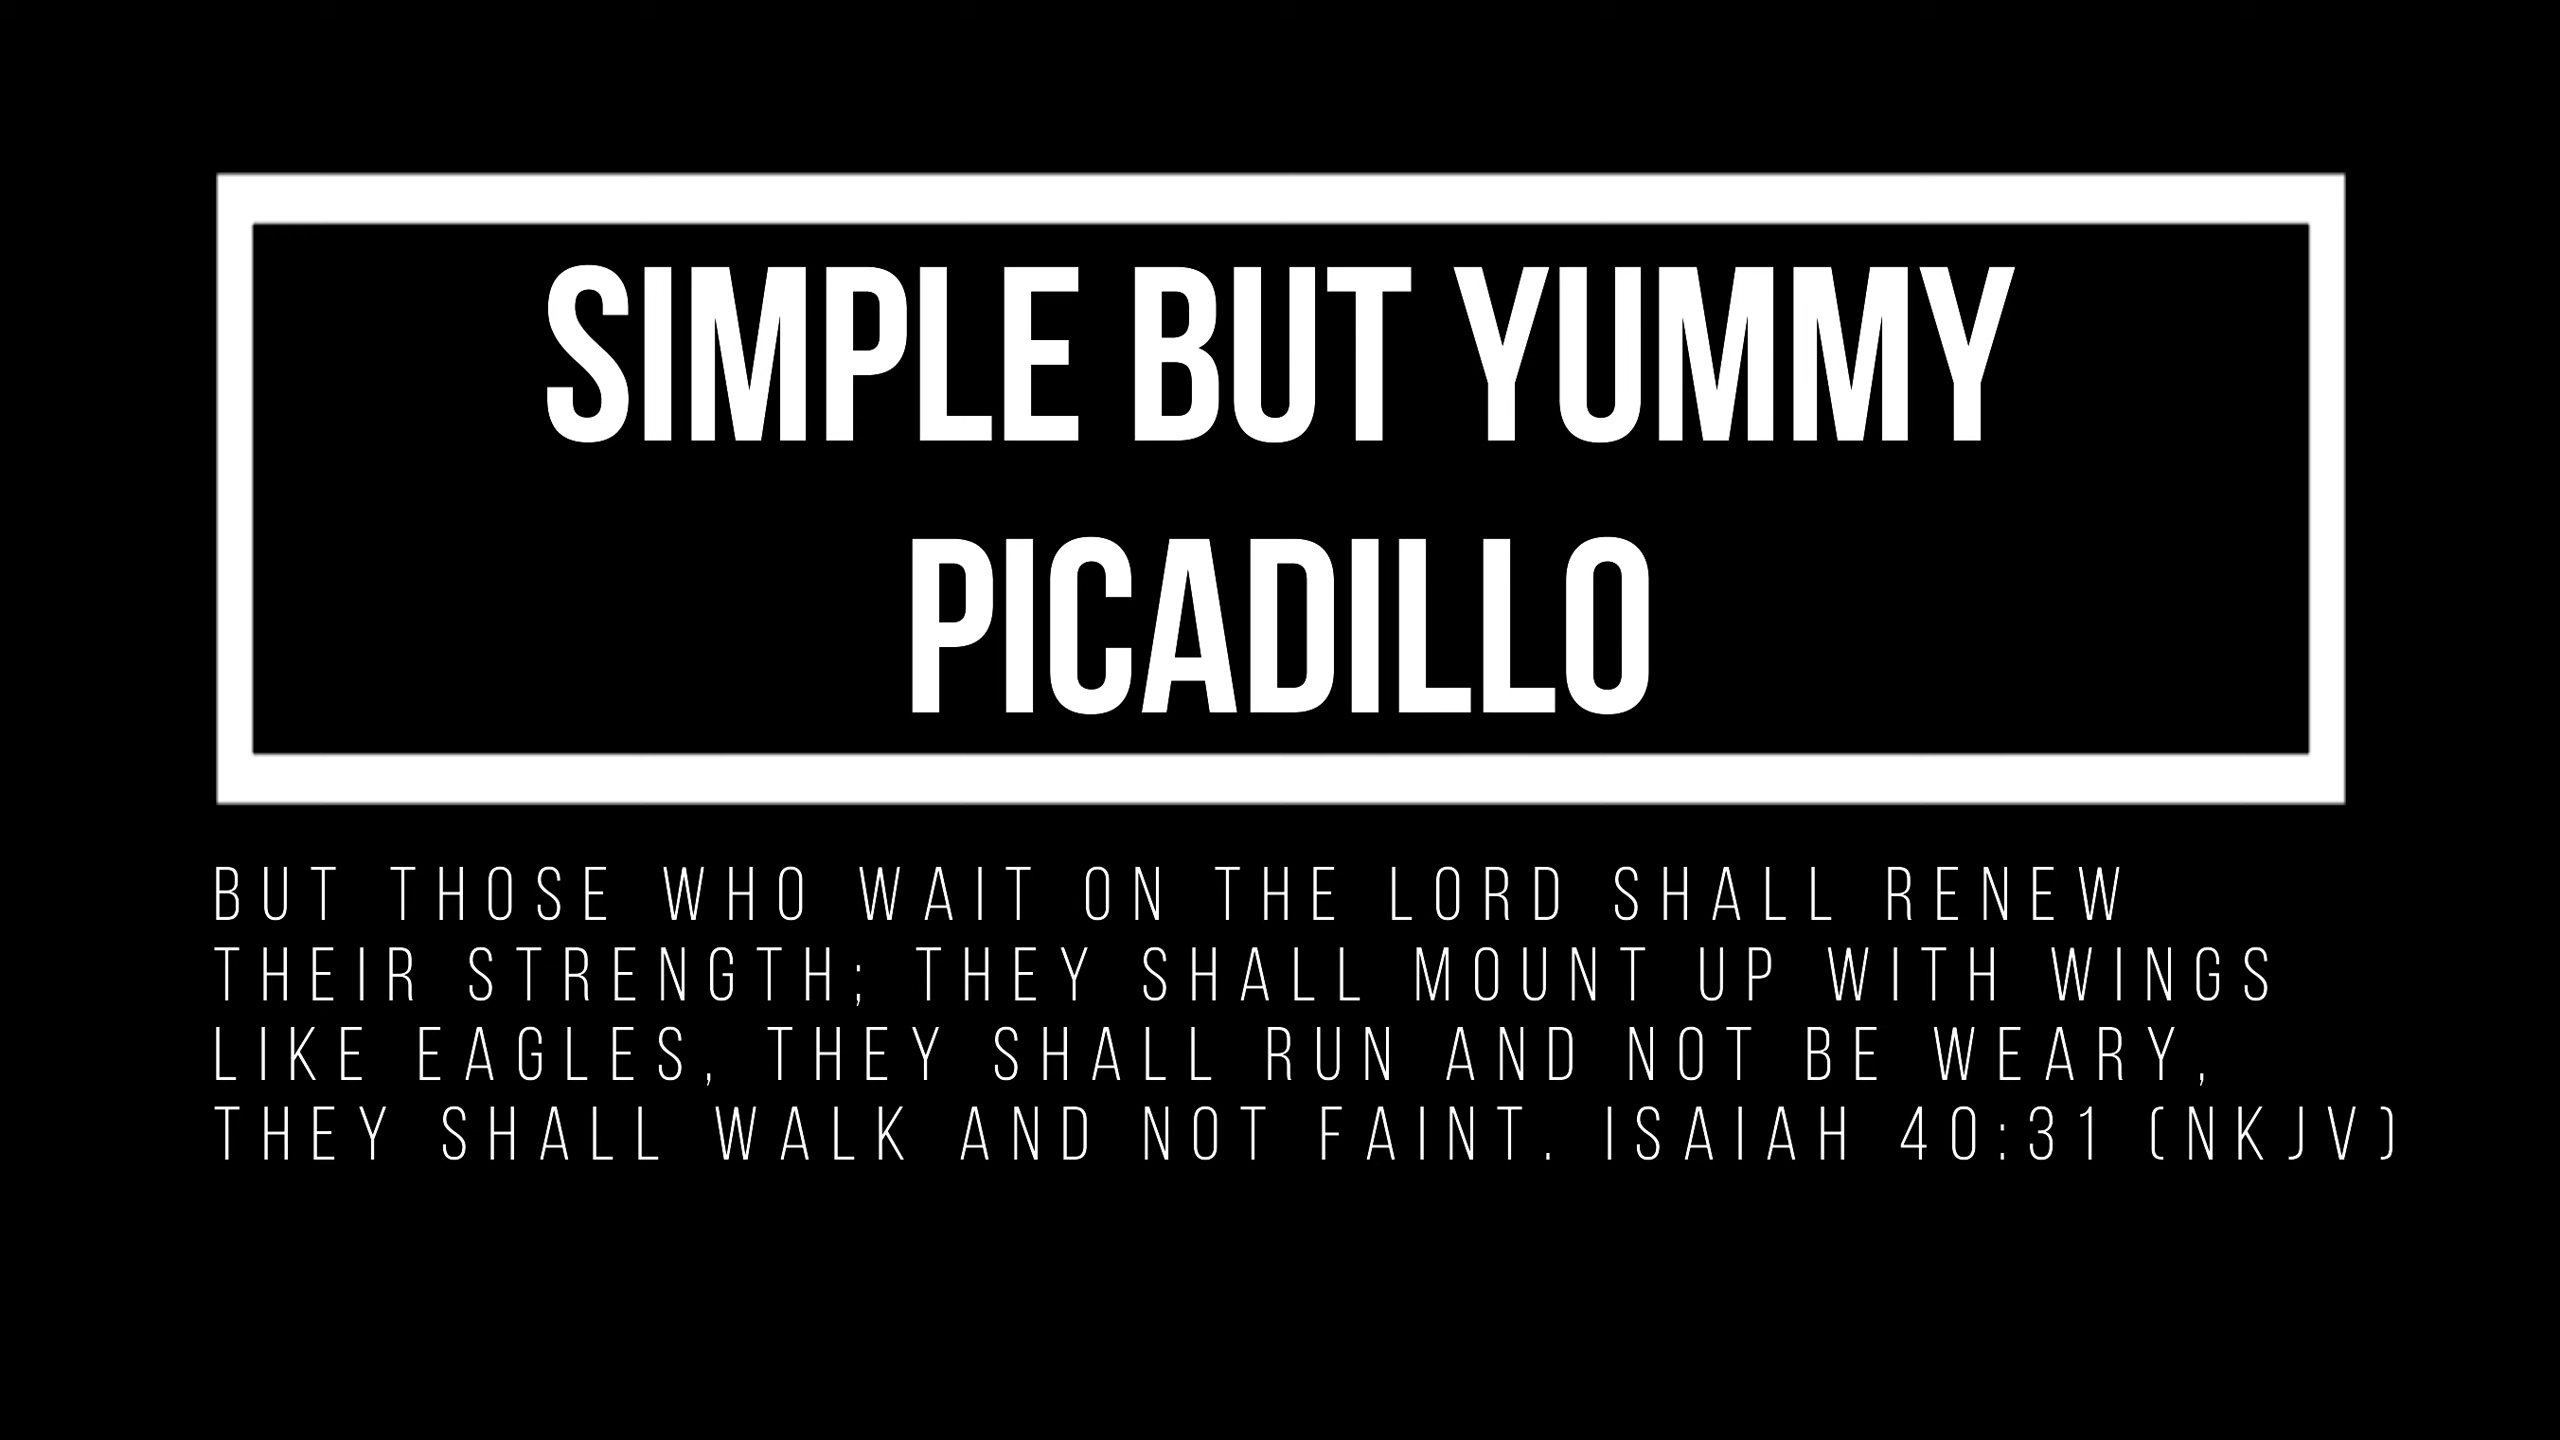 SIMPLE BUT YUMMY
PICADILLO
BUT THOSE WHO WAIT ON THE LORD SHALL RENEW
THEIR STRENGTH; THEY SHALL MOUNT UP WITH WINGS
LIKE EAGLES, THEY SHALL RUN AND NOT BE WEARY,
THEY SHALL WALK AND NOT FAINT. ISAIAH 40:31 (NKJV)